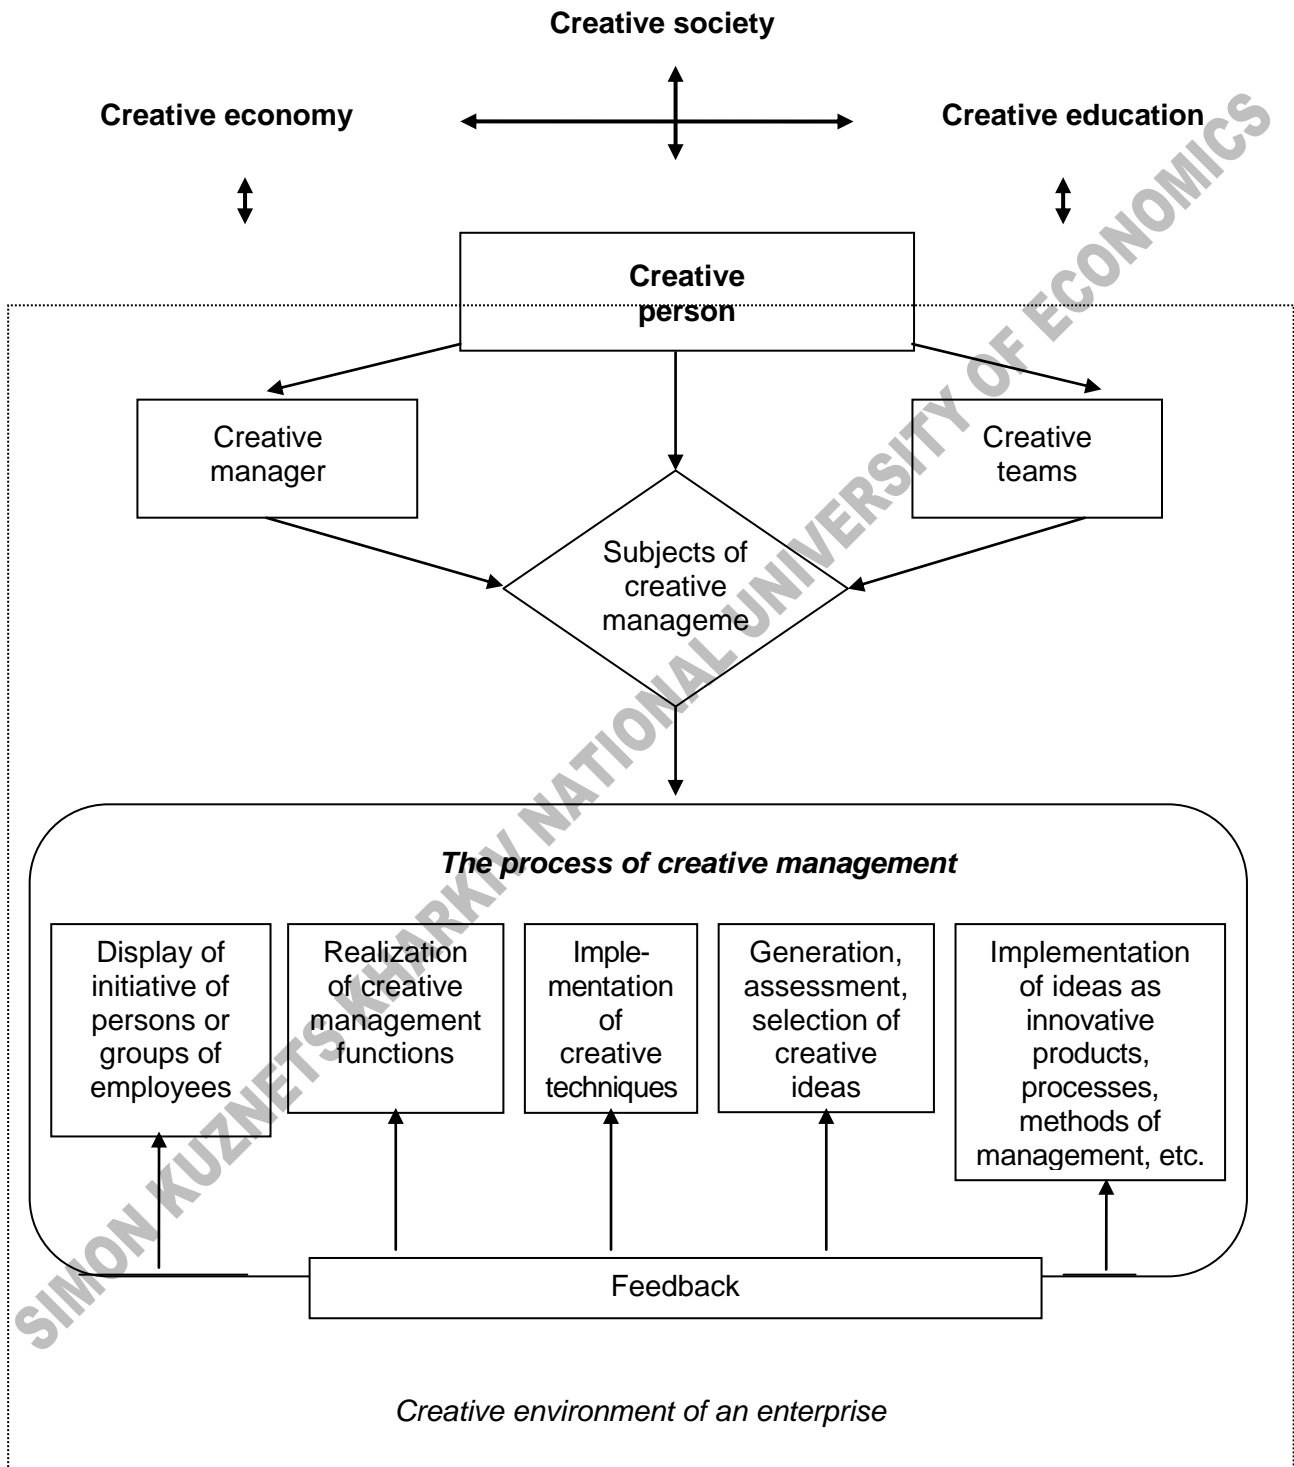 Creative society
Creative economy
Creative education
Creative
person
Creative
manager
Creative
teams
Subjects of
creative
manageme
The process of creative management
Display of
initiative of
persons or
groups of
employees
Realization
of creative
management
functions
Imple-
mentation
of
creative
techniques
Generation,
assessment,
selection of
creative
ideas
Implementation
of ideas as
innovative
products,
processes,
methods of
management, etc.
Feedback
Creative environment of an enterprise
SIMON KUZNETS KHARKIV NATIONAL UNIVERSITY OF ECONOMICS